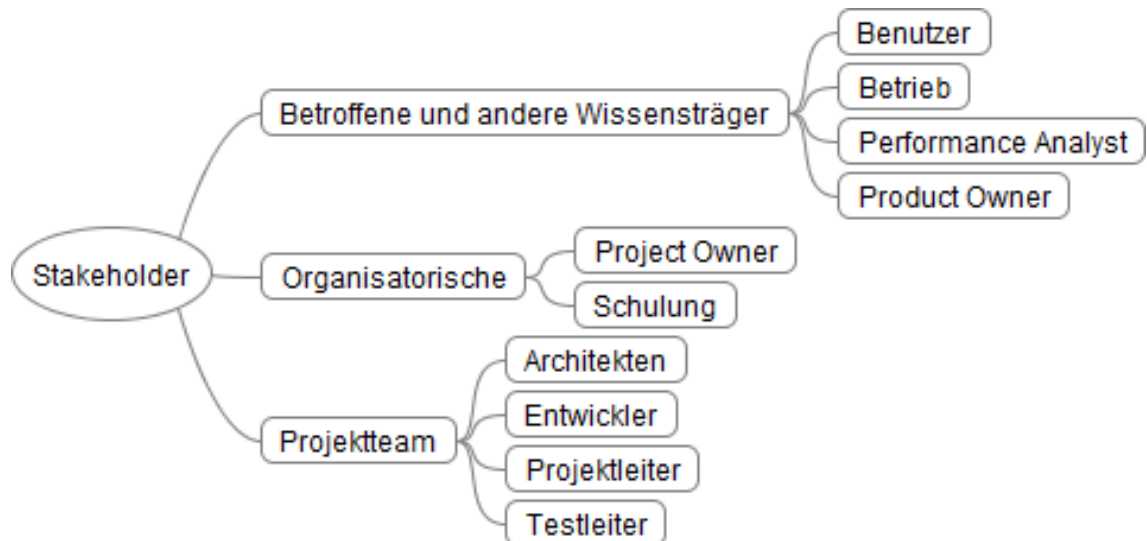 Stakeholder
Betroffene und andere Wissensträger
Benutzer
Betrieb
Performance Analyst
Product Owner
Organisatorische
Project Owner
Schulung
Projektteam
Architekten
Entwickler
Projektleiter
Testleiter